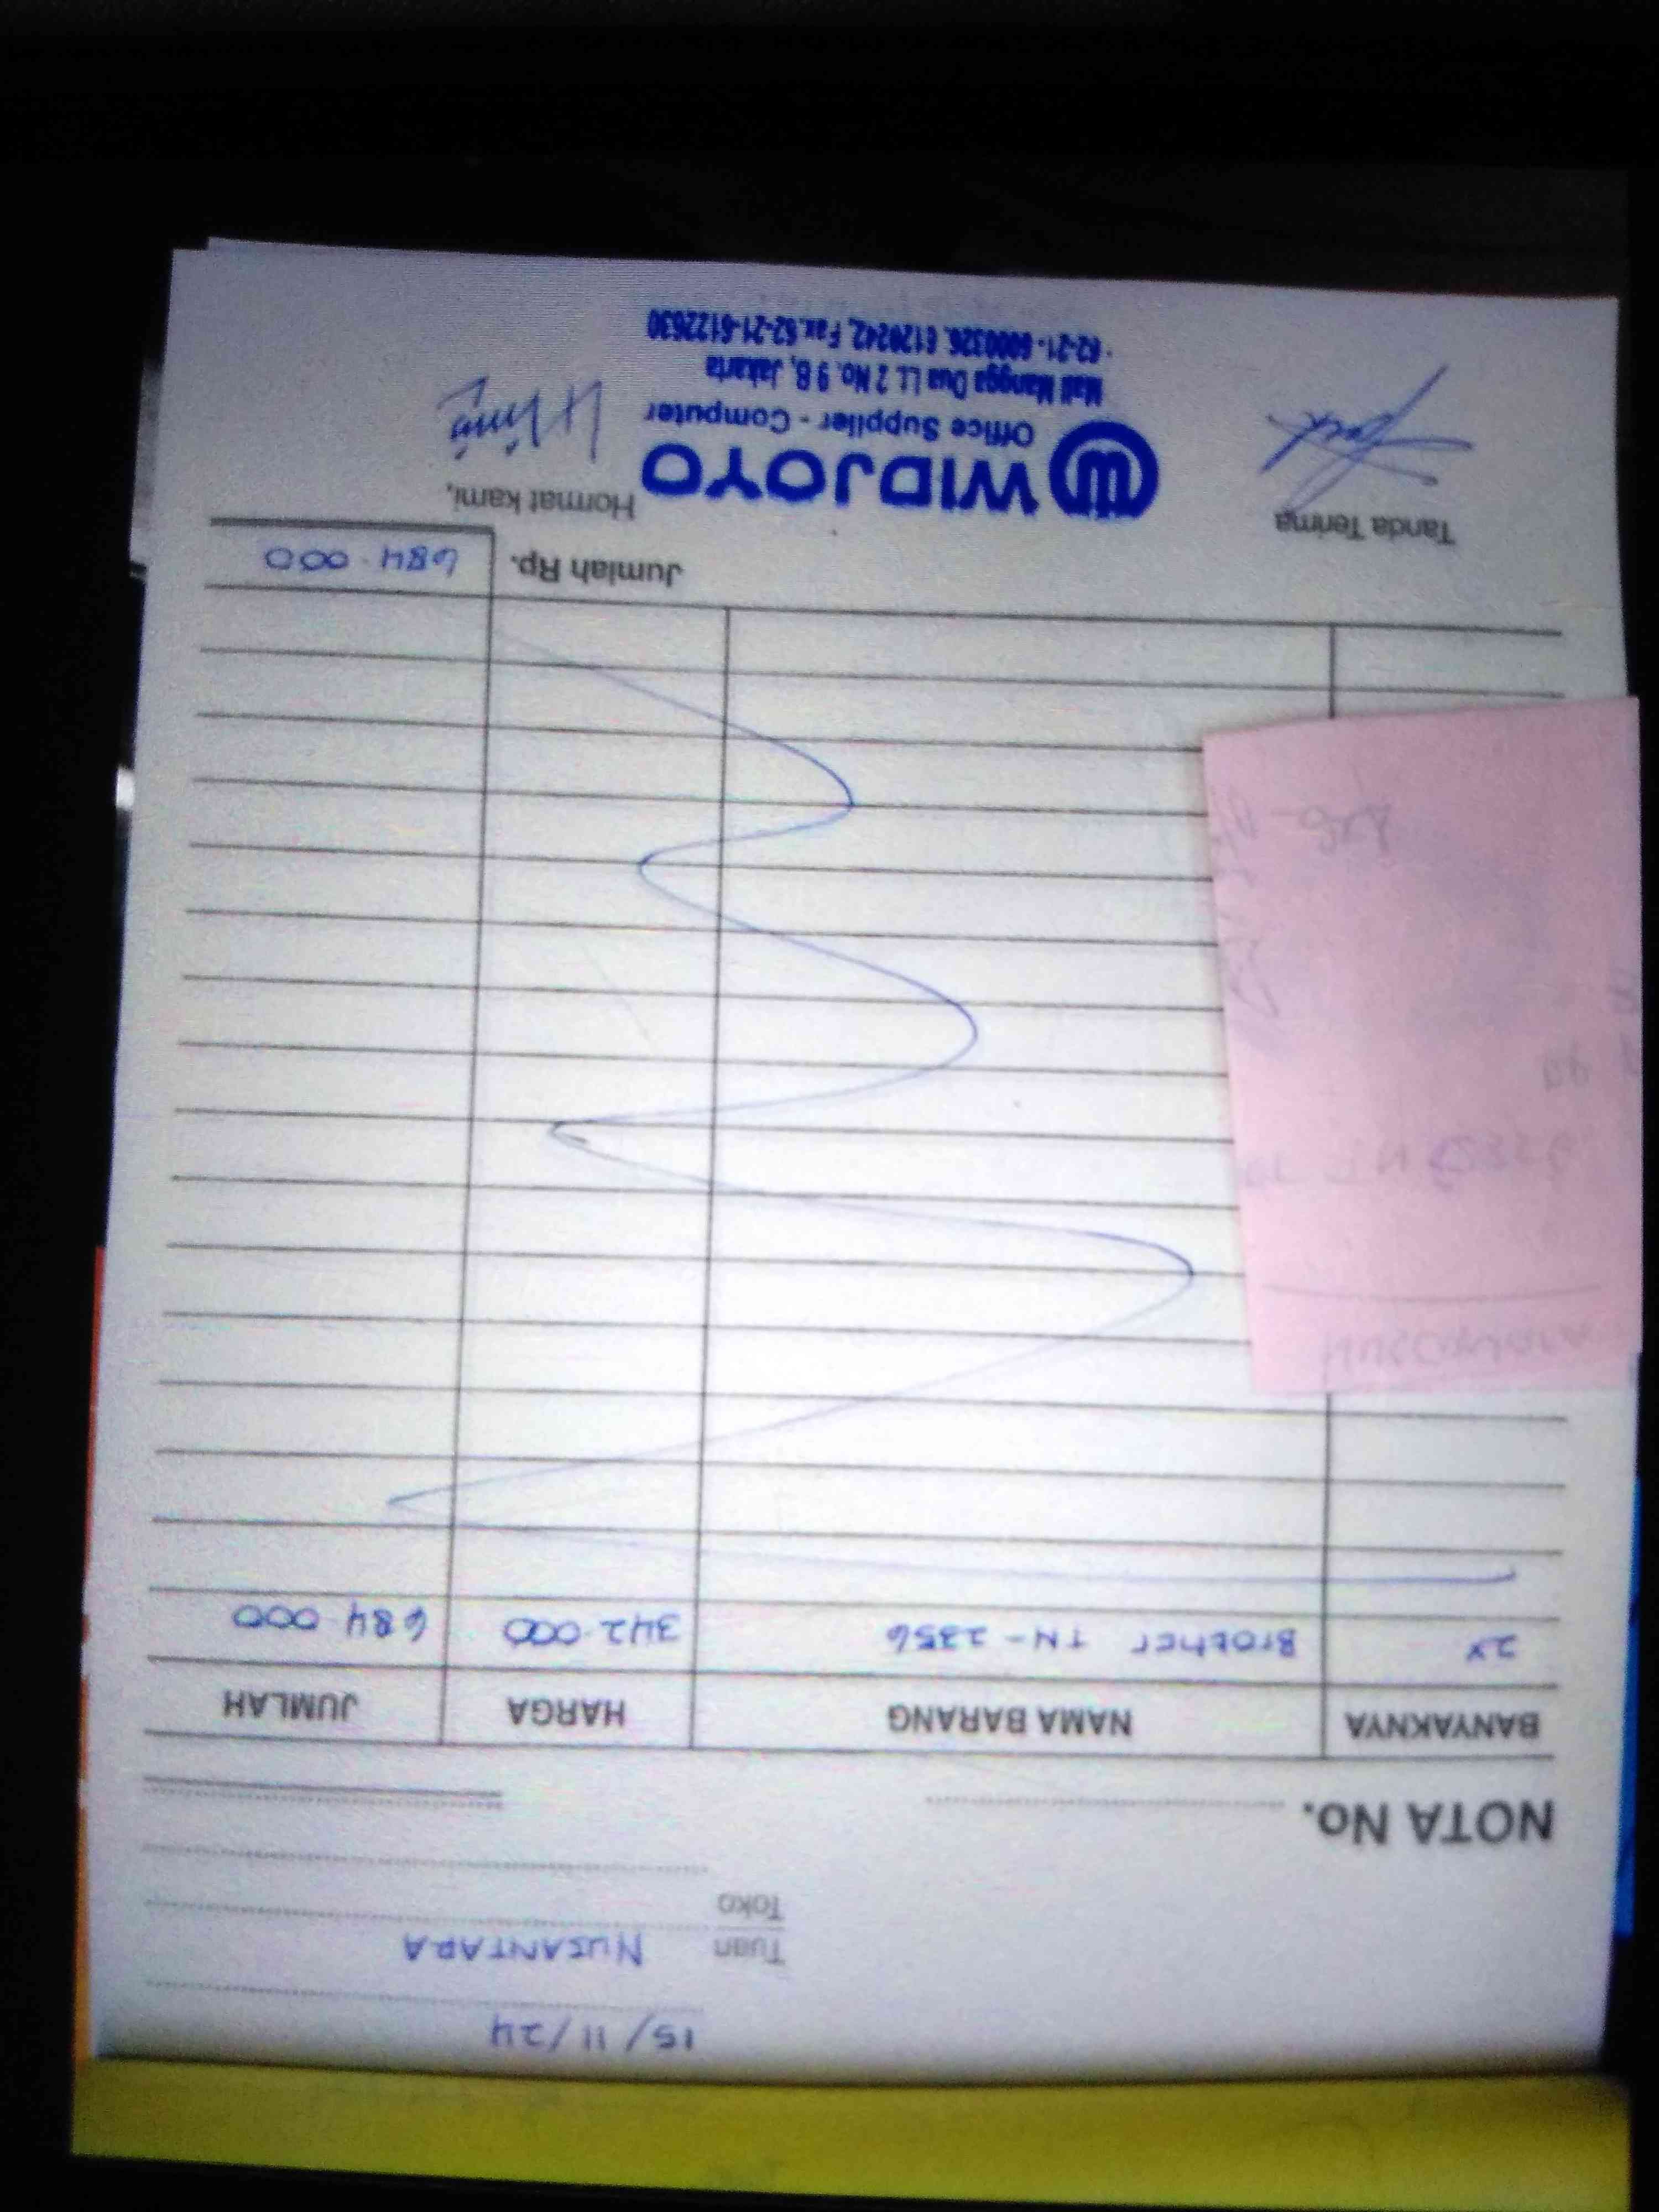 15/11/24
Tuan NUSANTARA
Toko
NOTA No.
BANYAKNYA NAMA BARANG HARGA JUMLAH
2x Brother TN-2356 342.000 684.000
Jumlah Rp. 684.000
Tanda Terima Hormat kami,
WIDJOYO
Office Supplier - Computer
Mall Mangga Dua Lt. 2 No. 9 B, Jakarta
62-21-6000326, 6120242, Fax.62-21-6122630